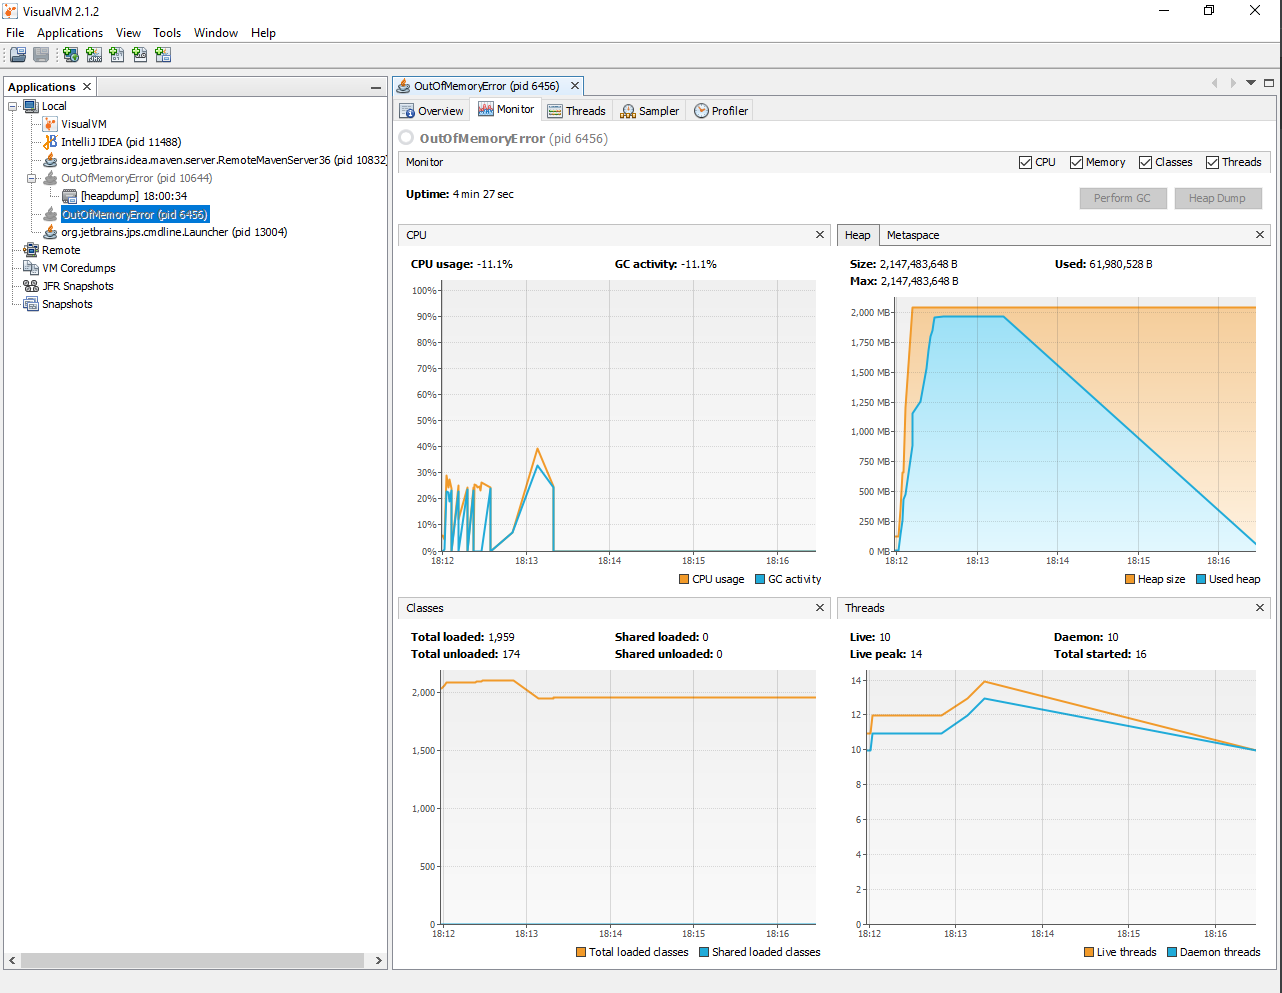 VisualVM 2.1.2
File Applications View Tools Window Help
Applications
Local
VisualVM
IntelliJ IDEA (pid 11488)
org.jetbrains.idea.maven.server.RemoteMavenServer36 (pid 10832)
OutOfMemoryError (pid 10644)
[heapdump] 18:00:34
OutOfMemoryError (pid 6456)
org.jetbrains.jps.cmdline.Launcher (pid 13004)
Remote
VM Coredumps
JFR Snapshots
Snapshots
OutOfMemoryError (pid 6456)
Overview Monitor Threads Sampler Profiler
OutOfMemoryError (pid 6456)
Monitor CPU Memory Classes Threads
Uptime: 4 min 27 sec Perform GC Heap Dump
CPU
CPU usage: -11.1% GC activity: -11.1%
100%
90%
80%
70%
60%
50%
40%
30%
20%
10%
0%
18:12 18:13 18:14 18:15 18:16
CPU usage GC activity
Heap Metaspace
Size: 2,147,483,648 B Used: 61,980,528 B
Max: 2,147,483,648 B
2,000 MB
1,750 MB
1,500 MB
1,250 MB
1,000 MB
750 MB
500 MB
250 MB
0 MB
18:12 18:13 18:14 18:15 18:16
Heap size Used heap
Classes
Total loaded: 1,959 Shared loaded: 0
Total unloaded: 174 Shared unloaded: 0
2,000
1,500
1,000
500
0
18:12 18:13 18:14 18:15 18:16
Total loaded classes Shared loaded classes
Threads
Live: 10 Daemon: 10
Live peak: 14 Total started: 16
14
12
10
8
6
4
2
0
18:12 18:13 18:14 18:15 18:16
Live threads Daemon threads